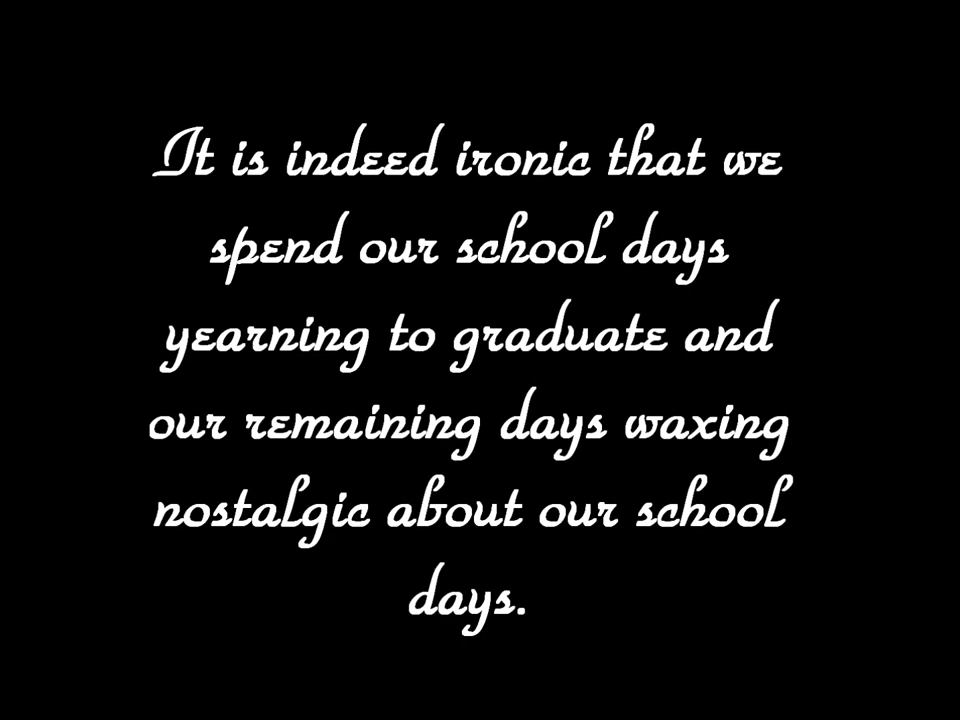 It is indeed ironic that we
spend our school days
yearning to graduate and
our remaining days waxing
nostalgic about our school
days.